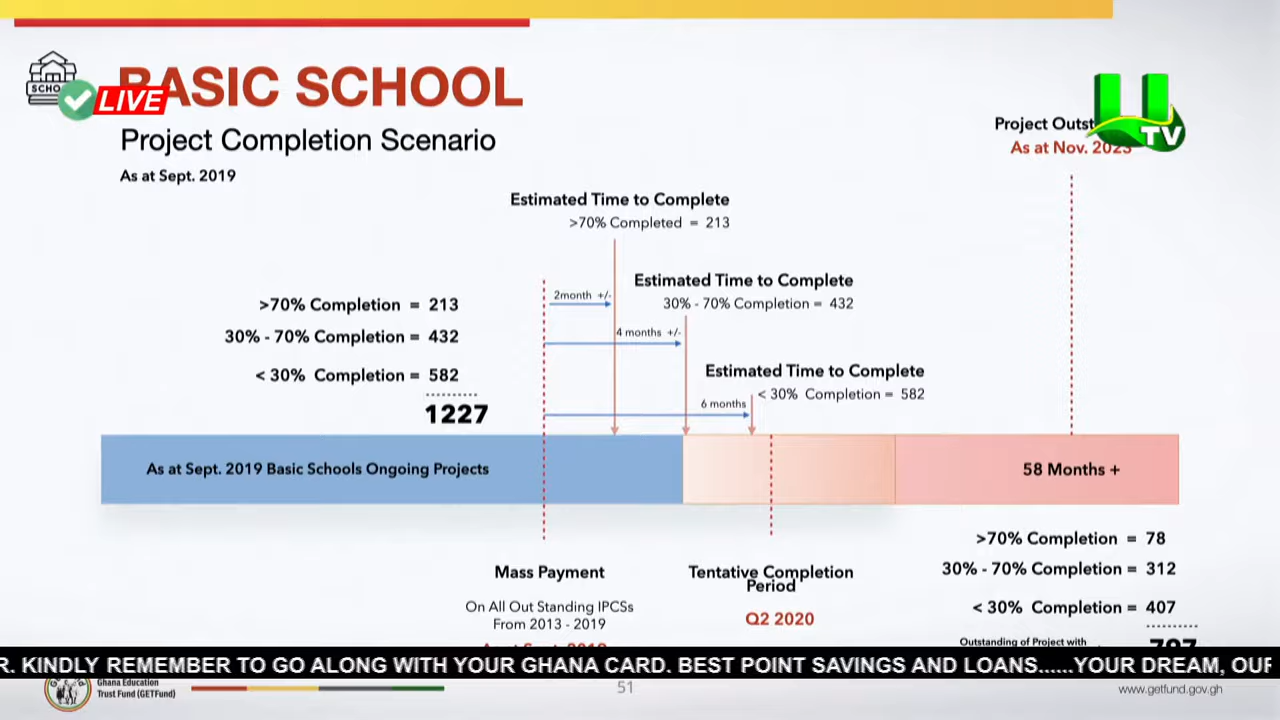 BASIC SCHOOL
SCHO
LIVE
Project Completion Scenario
As at Sept. 2019
U
TV
Project
As at Nov. 2023
Estimated Time to Complete
>70% Completed = 213
Estimated Time to Complete
30% - 70% Completion = 432
Estimated Time to Complete
< 30% Completion = 582
2month +/-
4 months +/-
6 months
>70% Completion = 213
30% - 70% Completion = 432
< 30% Completion = 582
1227
As at Sept. 2019 Basic Schools Ongoing Projects
58 Months +
Mass Payment
On All Out Standing IPCSs
From 2013 - 2019
Tentative Completion
Period
Q2 2020
>70% Completion = 78
30% - 70% Completion = 312
< 30% Completion = 407
Outstanding of Project with
797
R. KINDLY REMEMBER TO GO ALONG WITH YOUR GHANA CARD. BEST POINT SAVINGS AND LOANS......YOUR DREAM, OUR
Ghana Education
Trust Fund (GETFund)
51
www.getfund.gov.gh